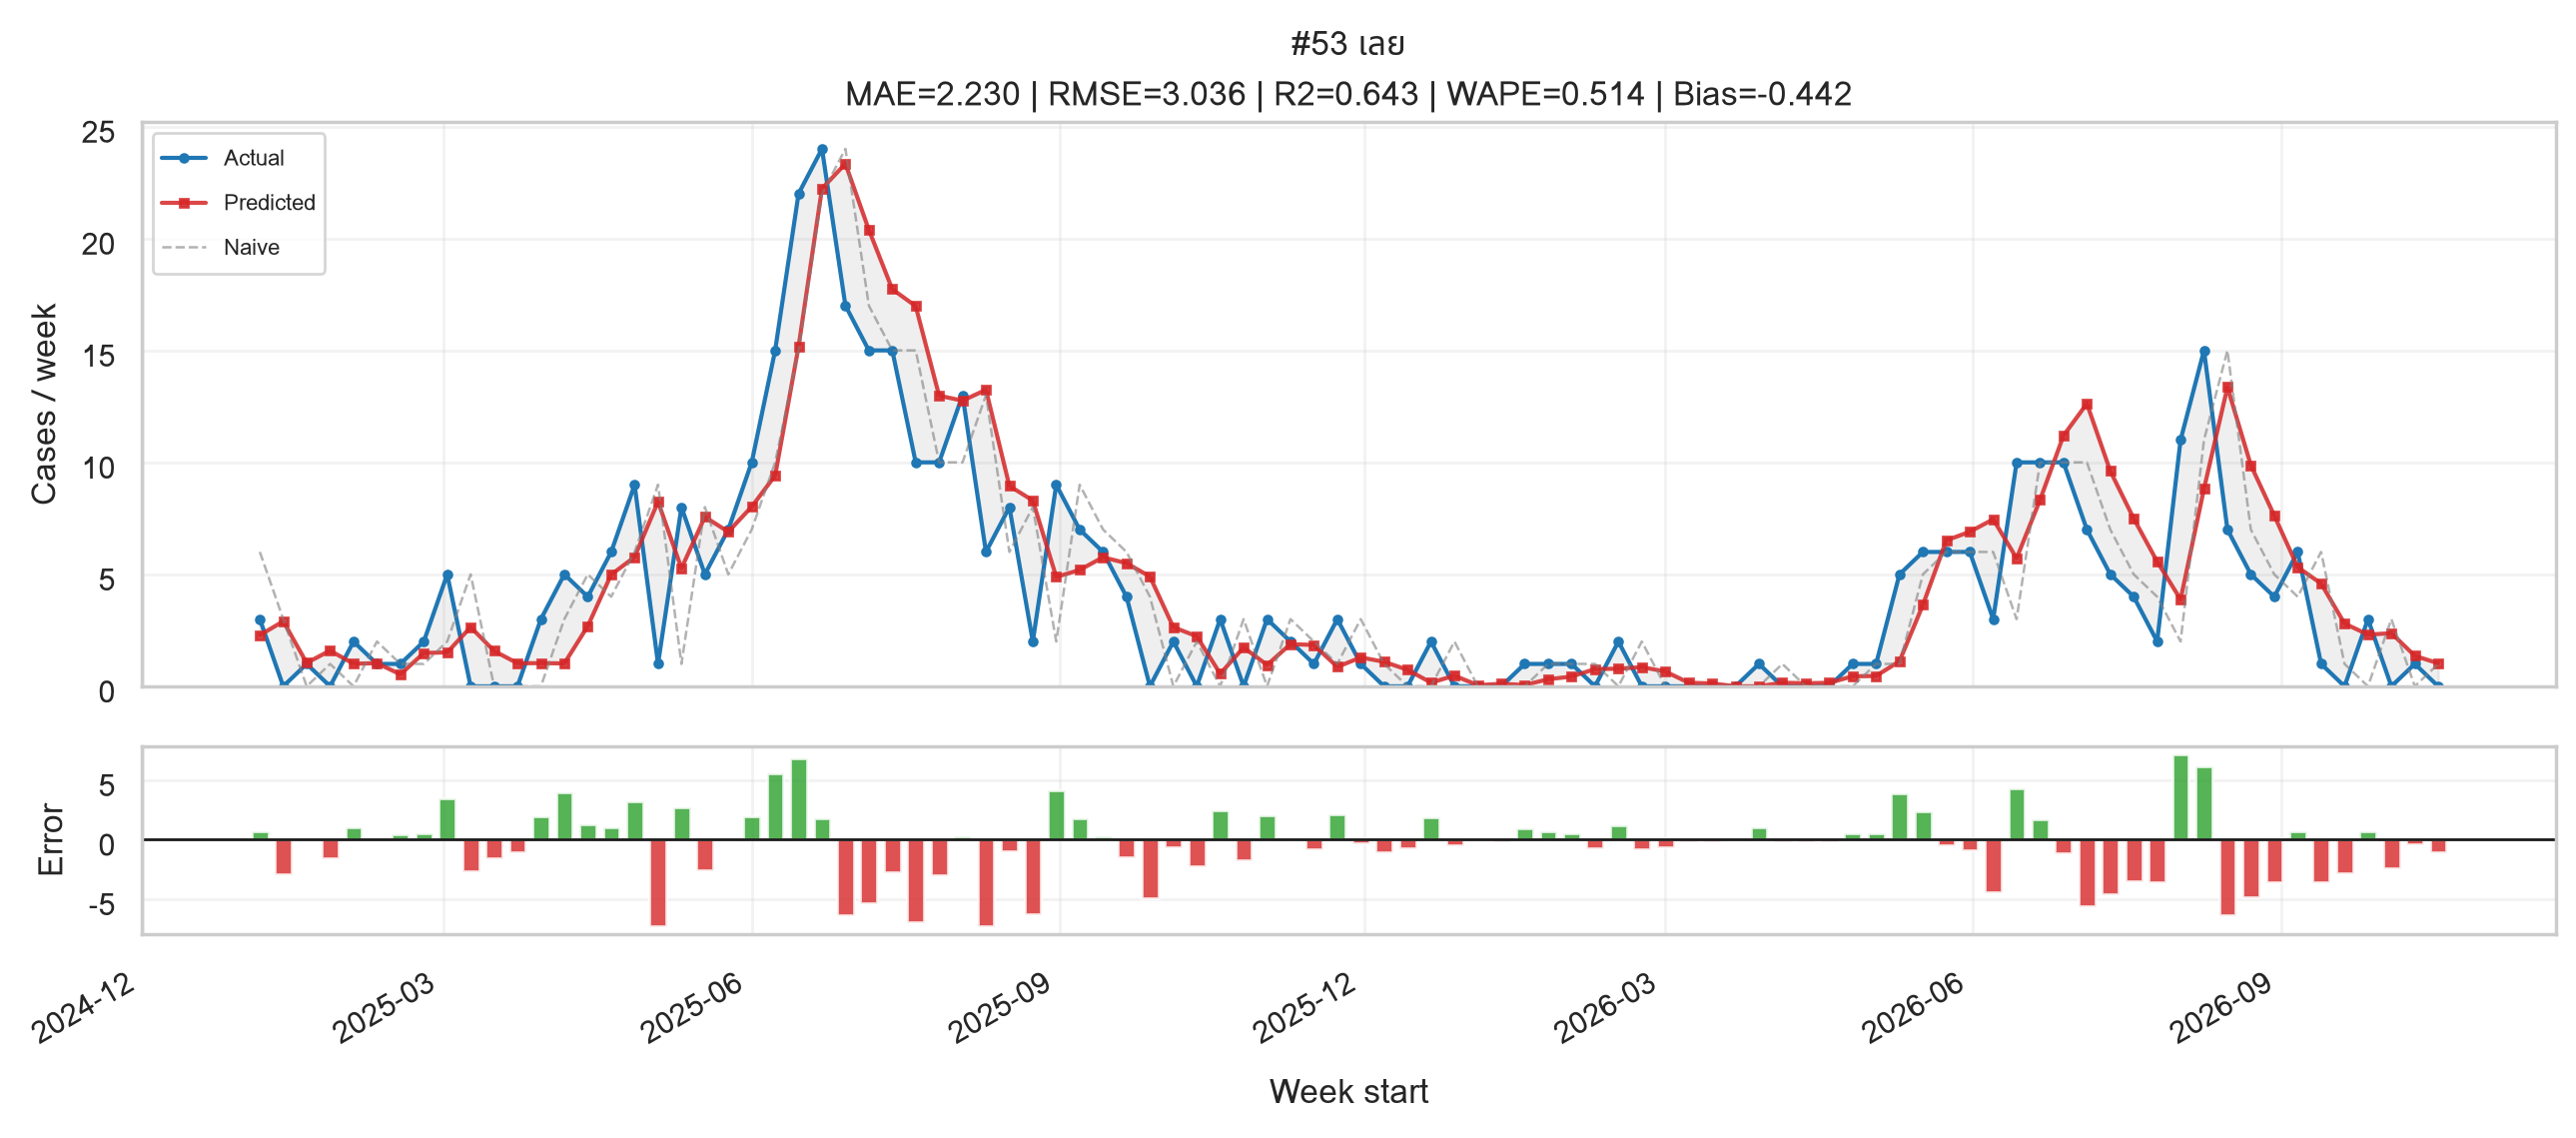 #53 เลย
MAE=2.230 | RMSE=3.036 | R2=0.643 | WAPE=0.514 | Bias=-0.442
25
20
15
10
5
0
Cases / week
Actual
Predicted
Naive
5
0
-5
Error
2024-12
2025-03
2025-06
2025-09
2025-12
2026-03
2026-06
2026-09
Week start